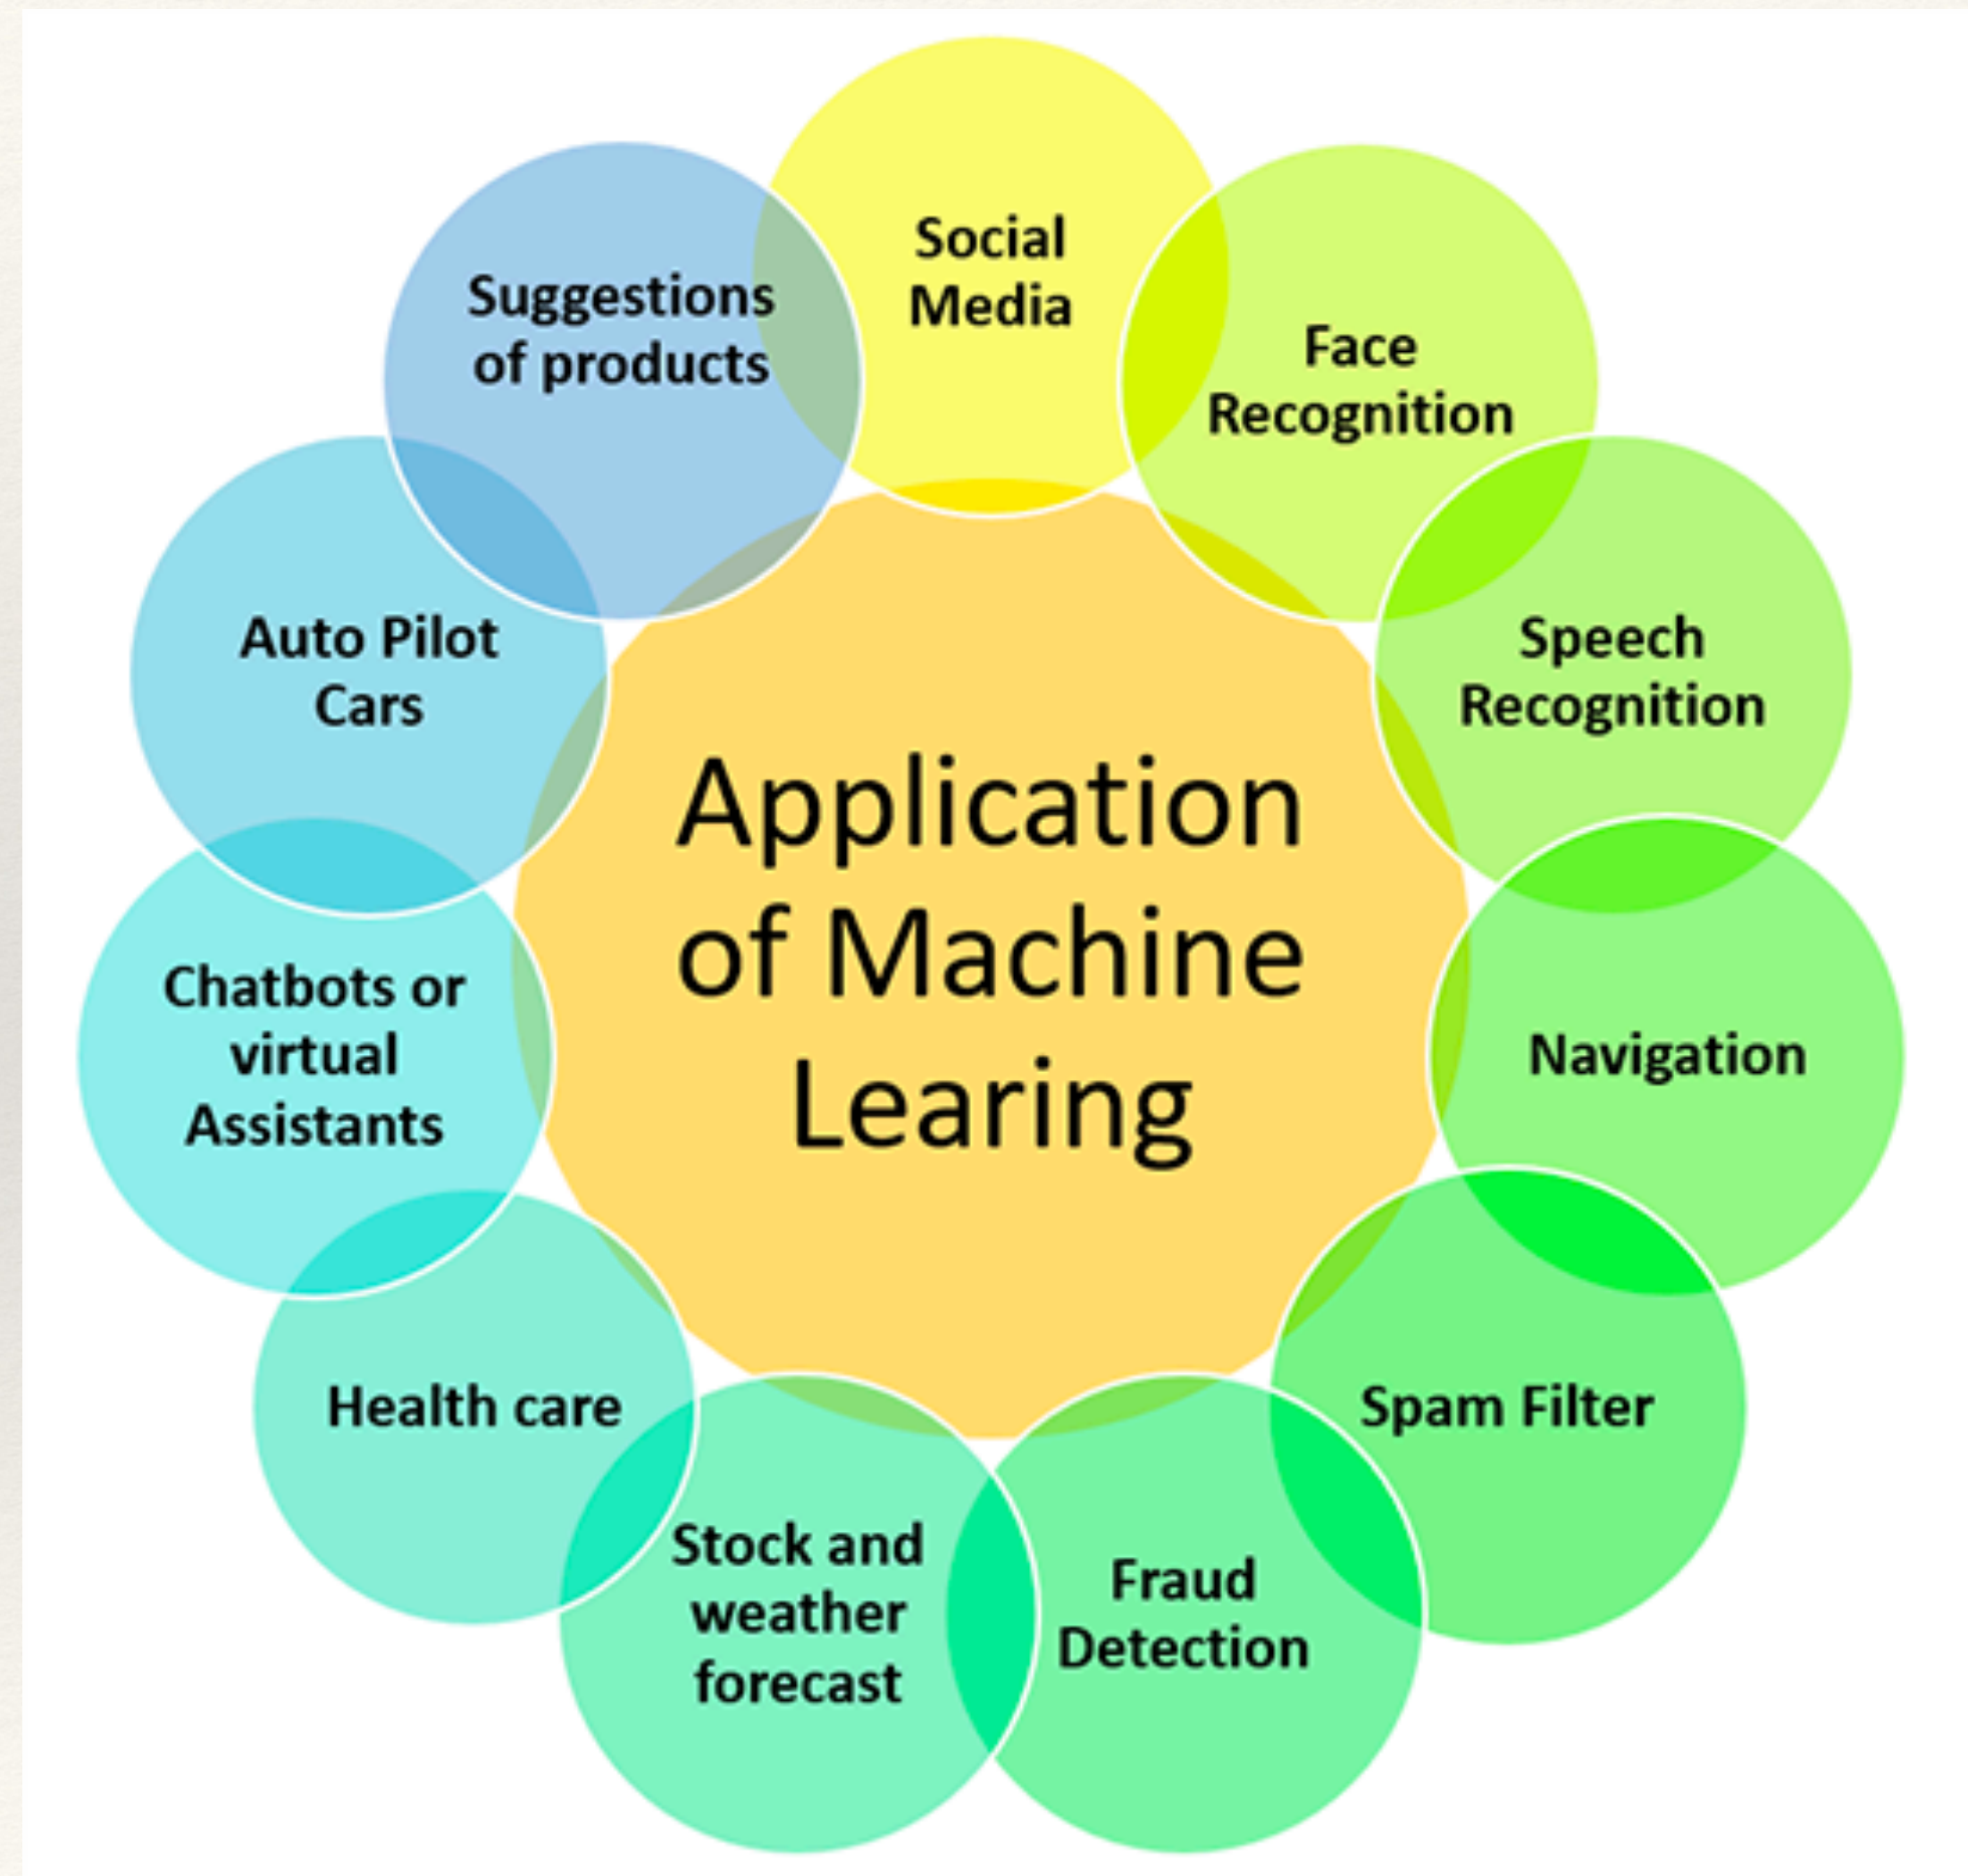 Social
Media
Face
Recognition
Speech
Recognition
Navigation
Spam Filter
Fraud
Detection
Stock and
weather
forecast
Health care
Chatbots or
virtual
Assistants
Auto Pilot
Cars
Suggestions
of products
Application
of Machine
Learing